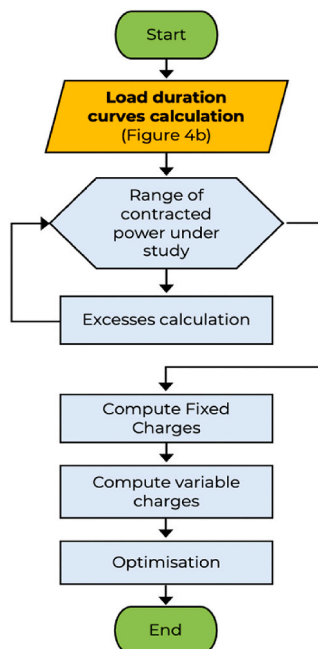 Start
Load duration
curves calculation
(Figure 4b)
Range of
contracted
power under
study
Excesses calculation
Compute Fixed
Charges
Compute variable
charges
Optimisation
End